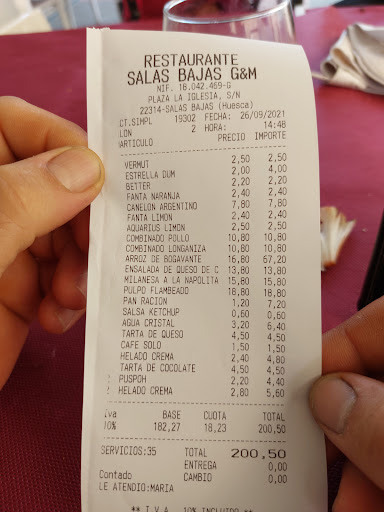 RESTAURANTE
SALAS BAJAS G&M
NIF. 18.042.469-G
PLAZA LA IGLESIA, S/N
22314-SALAS BAJAS (Huesca)
CT.SIMPL 19302 FECHA: 26/09/2021
LON 2 HORA: 14:48
ARTICULO PRECIO IMPORTE
VERMUT 2,50 2,50
ESTRELLA DUM 2,00 4,00
BETTER 2,20 2,20
FANTA NARANJA 2,40 2,40
CANELON ARGENTINO 7,80 7,80
FANTA LIMON 2,40 2,40
AQUARIUS LIMON 2,50 2,50
COMBINADO POLLO 10,80 10,80
COMBINADO LONGANIZA 10,80 10,80
ARROZ DE BOGAVANTE 16,80 67,20
ENSALADA DE QUESO DE C 13,80 13,80
MILANESA A LA NAPOLITA 15,80 15,80
PULPO FLAMBEADO 18,80 18,80
PAN RACION 1,20 7,20
SALSA KETCHUP 0,60 0,60
AGUA CRISTAL 3,20 6,40
TARTA DE QUESO 4,50 4,50
CAFE SOLO 1,50 1,50
HELADO CREMA 2,40 4,80
TARTA DE COCOLATE 4,50 4,50
PUSPOH 2,20 4,40
HELADO CREMA 2,80 5,60
Iva BASE CUOTA TOTAL
10% 182,27 18,23 200,50
SERVICIOS:35 TOTAL 200,50
ENTREGA 0,00
Contado CAMBIO 0,00
LE ATENDIO:MARIA
** I.V.A. 10% INCLUIDO **